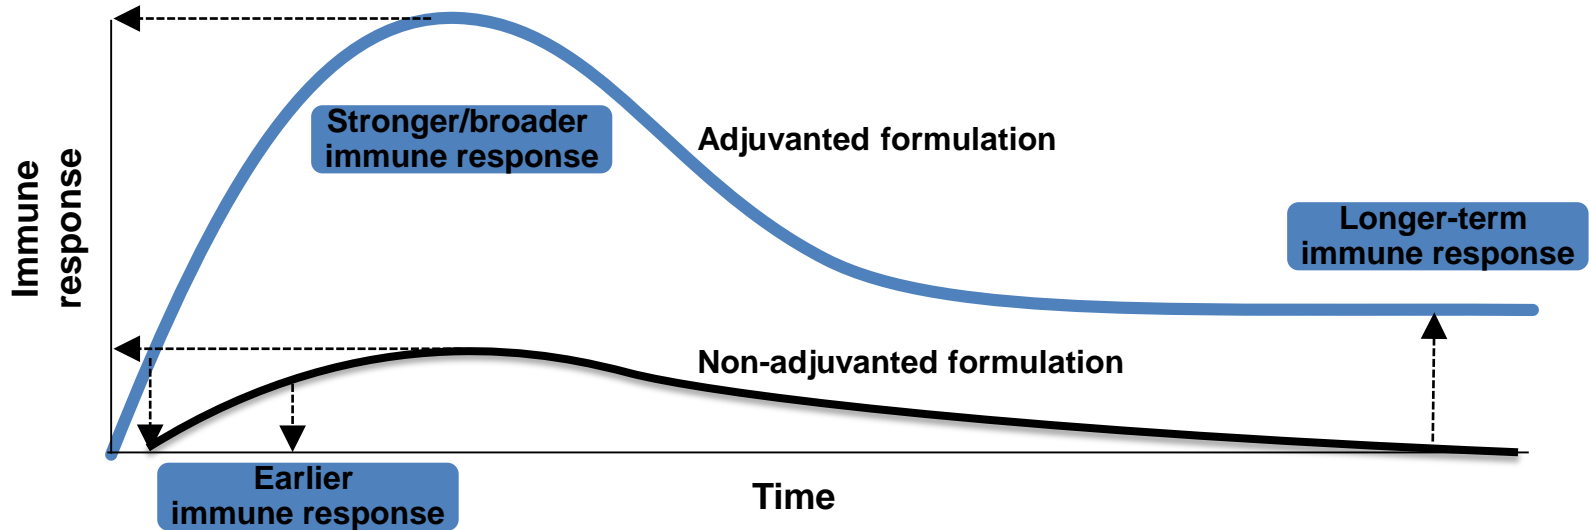 Stronger/broader
immune response
Adjuvanted formulation
Immune
response
Longer-term
immune response
Non-adjuvanted formulation
Earlier
immune response
Time